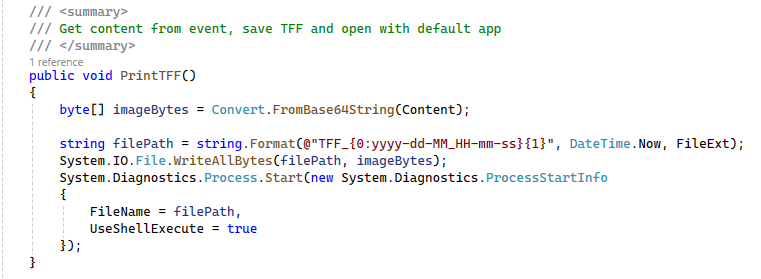 /// <summary>
/// Get content from event, save TFF and open with default app
/// </summary>
1 reference
public void PrintTFF()
{
    byte[] imageBytes = Convert.FromBase64String(Content);

    string filePath = string.Format(@"TFF_{0:yyyy-dd-MM_HH-mm-ss}{1}", DateTime.Now, FileExt);
    System.IO.File.WriteAllBytes(filePath, imageBytes);
    System.Diagnostics.Process.Start(new System.Diagnostics.ProcessStartInfo
    {
        FileName = filePath,
        UseShellExecute = true
    });
}